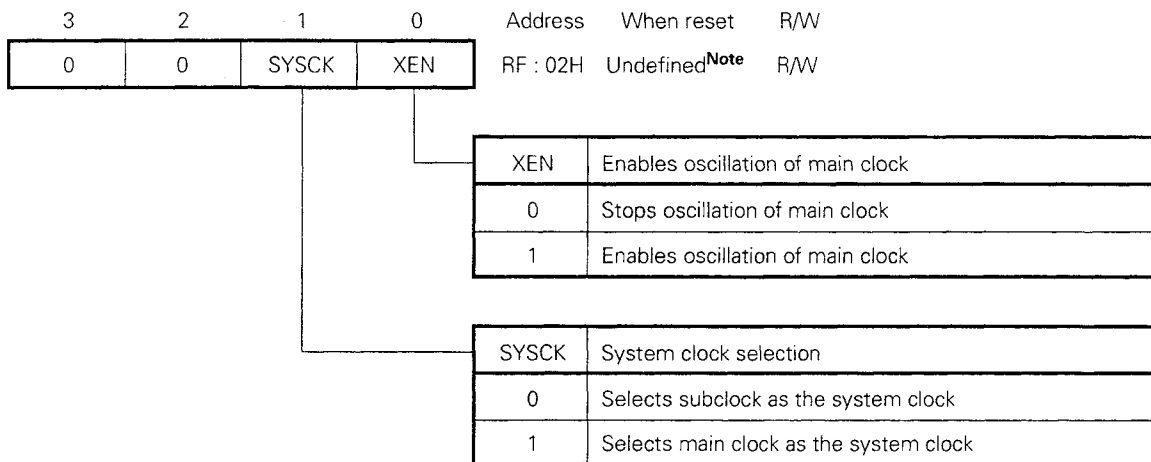 3 2 1 0 Address When reset R/W
0 0 SYSCK XEN RF : 02H Undefined Note R/W
XEN Enables oscillation of main clock
0 Stops oscillation of main clock
1 Enables oscillation of main clock
SYSCK System clock selection
0 Selects subclock as the system clock
1 Selects main clock as the system clock